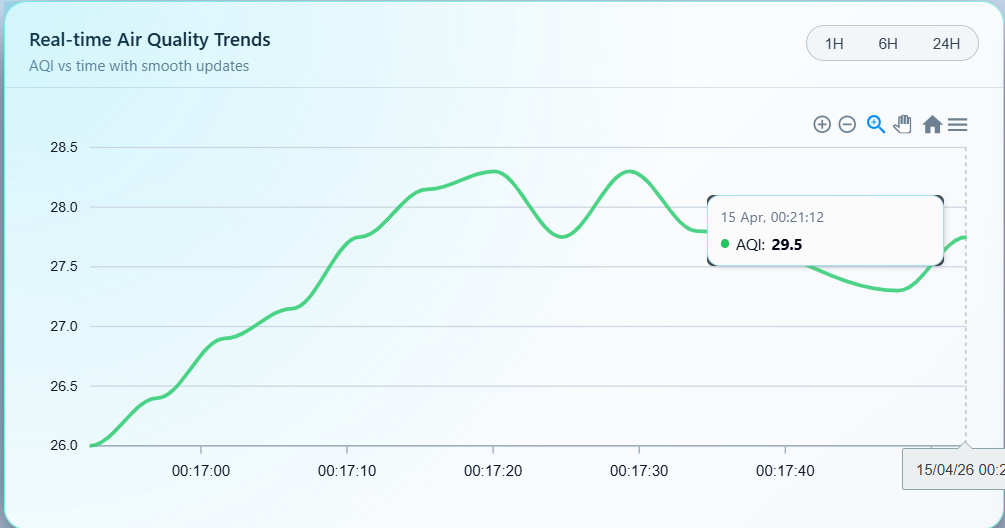 Real-time Air Quality Trends
AQI vs time with smooth updates
1H 6H 24H
28.5
28.0
27.5
27.0
26.5
26.0
15 Apr, 00:21:12
AQI: 29.5
00:17:00 00:17:10 00:17:20 00:17:30 00:17:40
15/04/26 00:2